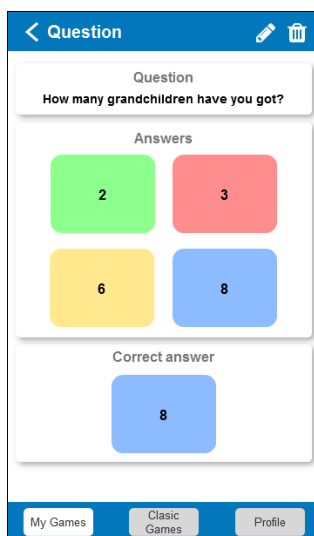 Question
Question
How many grandchildren have you got?
Answers
2
3
6
8
Correct answer
8
My Games
Clasic
Games
Profile